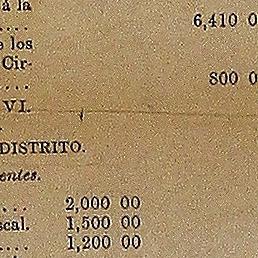 á la
.... 6,410 0
los
Cir-
.... 800 0
VI.
DISTRITO.
entes.
.... 2,000 00
scal. 1,500 00
.... 1,200 00